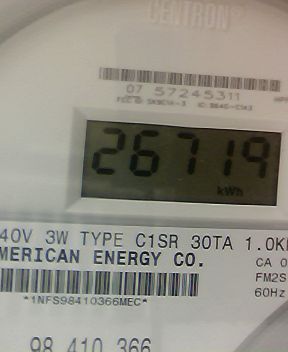 CENTRON®
07 57245311
26719
kWh
40V 3W TYPE C1SR 30TA 1.0K
MERICAN ENERGY CO.
CA 0
FM2S
60Hz
*1NFS98410366MEC*
98 410 366